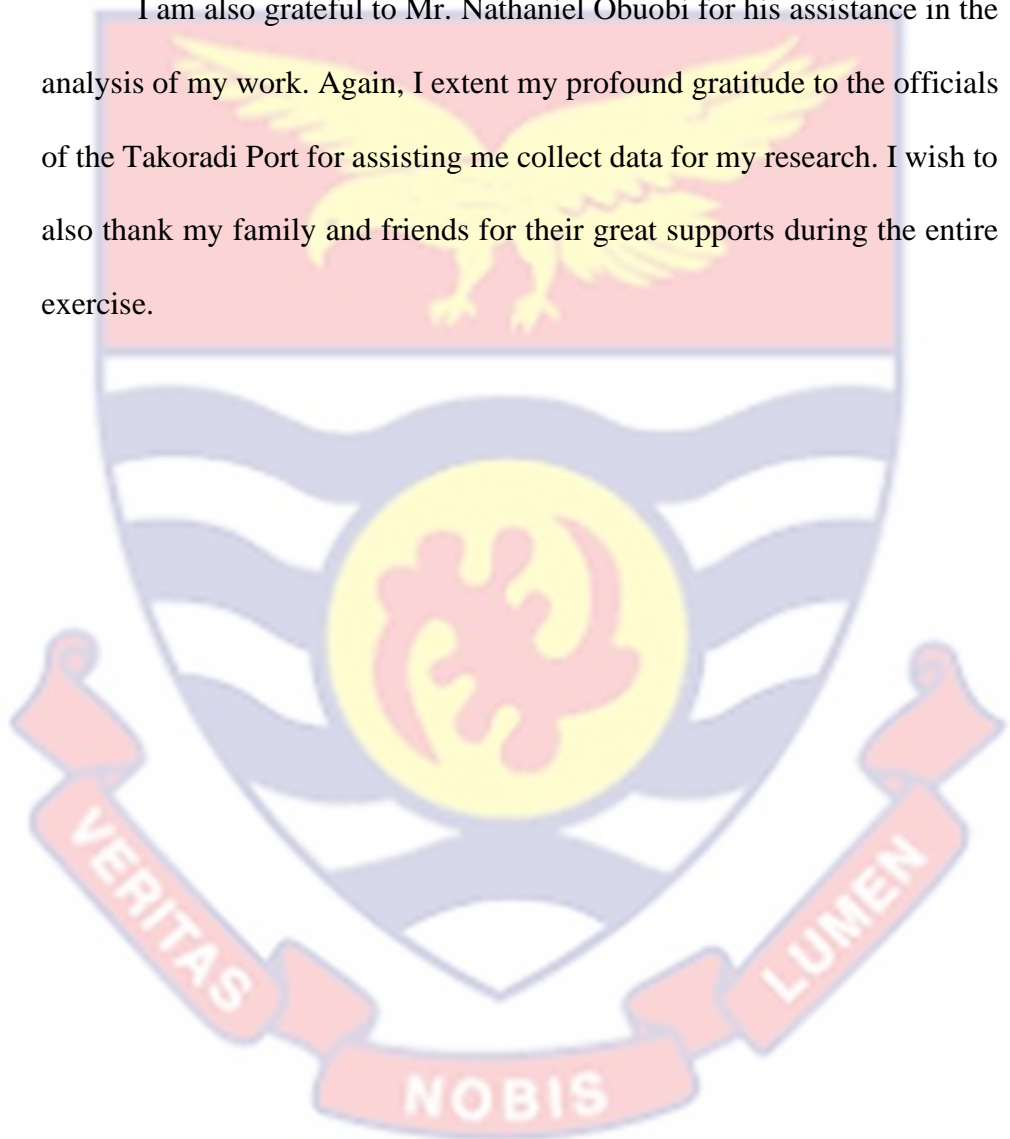 I am also grateful to Mr. Nathaniel Obuobi for his assistance in the
analysis of my work. Again, I extent my profound gratitude to the officials
of the Takoradi Port for assisting me collect data for my research. I wish to
also thank my family and friends for their great supports during the entire
exercise.
VERITAS
NOBIS
LUMEN